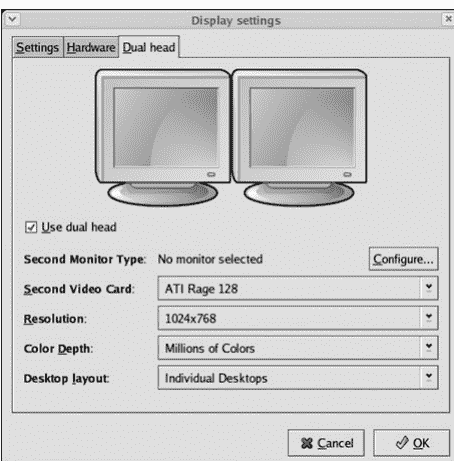 Display settings
Settings Hardware Dual head
Use dual head
Second Monitor Type: No monitor selected Configure...
Second Video Card: ATI Rage 128
Resolution: 1024x768
Color Depth: Millions of Colors
Desktop layout: Individual Desktops
Cancel OK